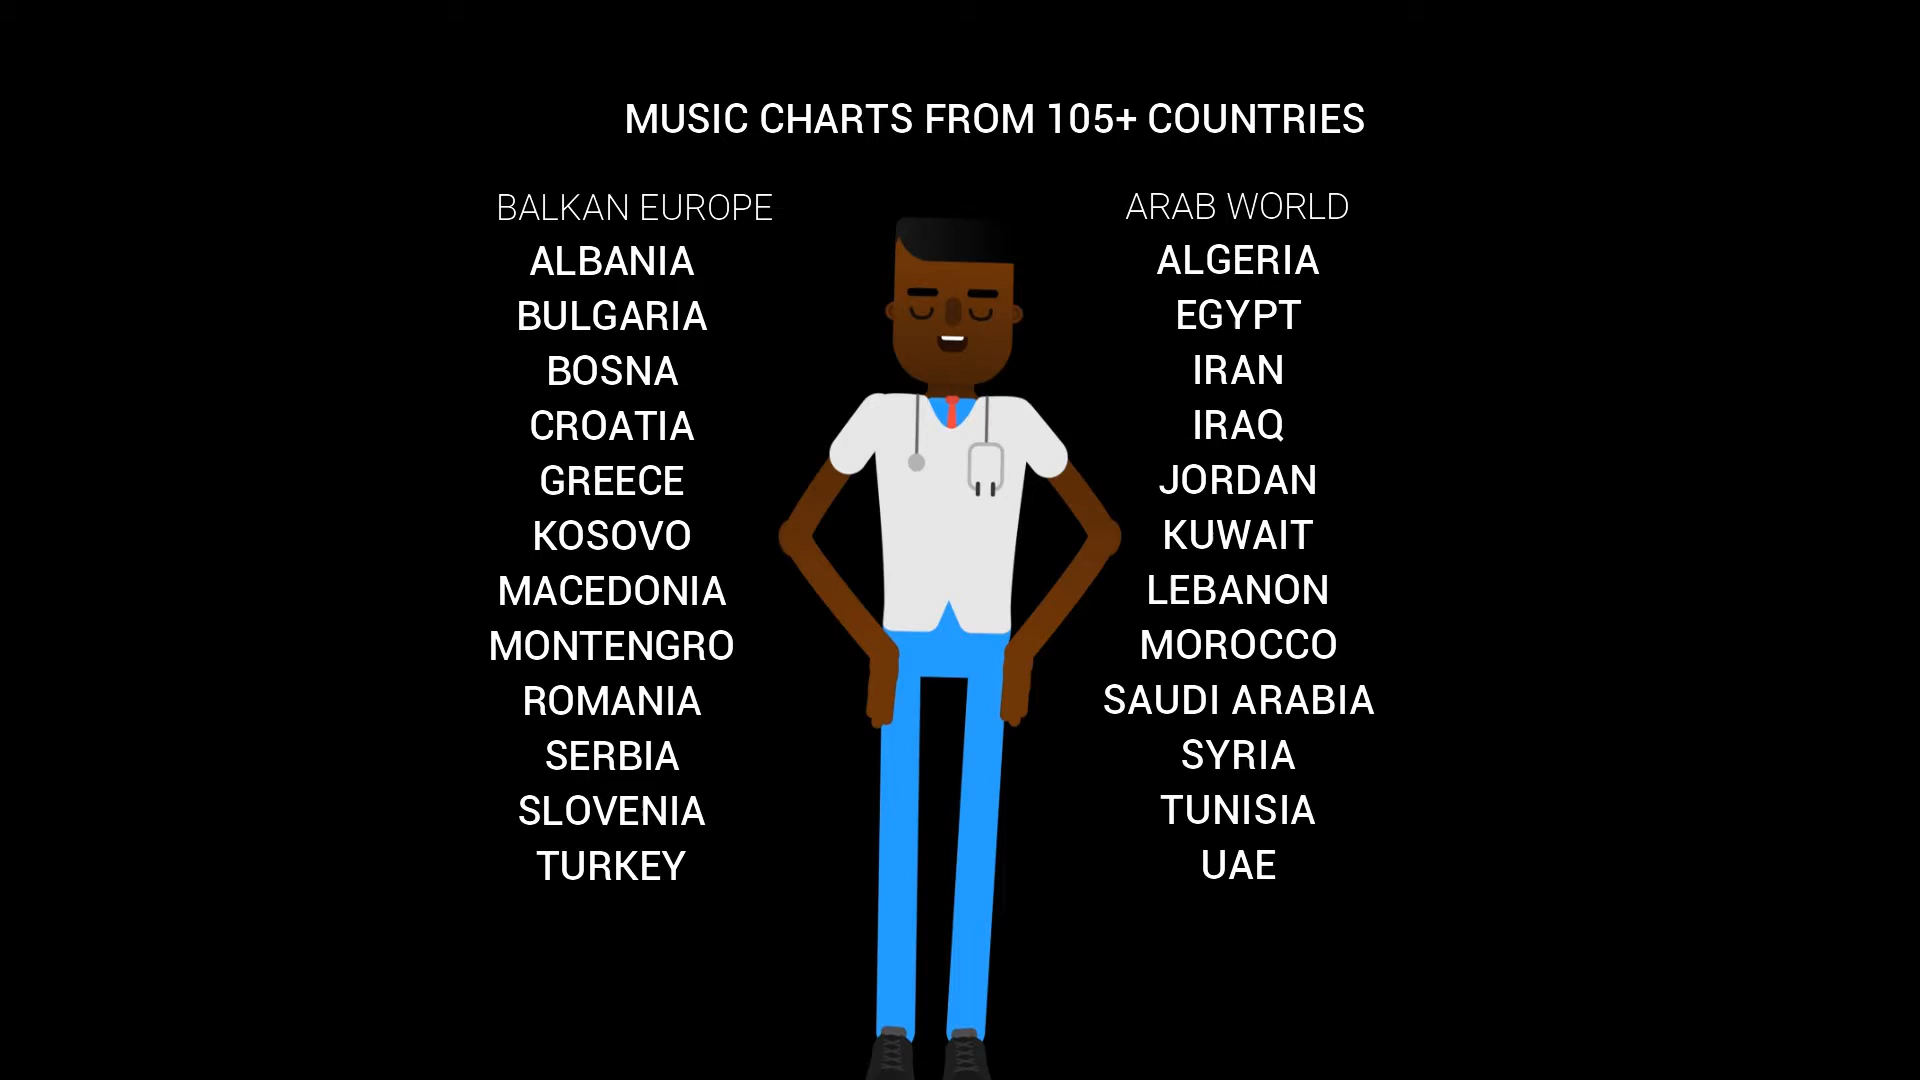 MUSIC CHARTS FROM 105+ COUNTRIES
BALKAN EUROPE
ALBANIA
BULGARIA
BOSNA
CROATIA
GREECE
KOSOVO
MACEDONIA
MONTENGRO
ROMANIA
SERBIA
SLOVENIA
TURKEY
ARAB WORLD
ALGERIA
EGYPT
IRAN
IRAQ
JORDAN
KUWAIT
LEBANON
MOROCCO
SAUDI ARABIA
SYRIA
TUNISIA
UAE